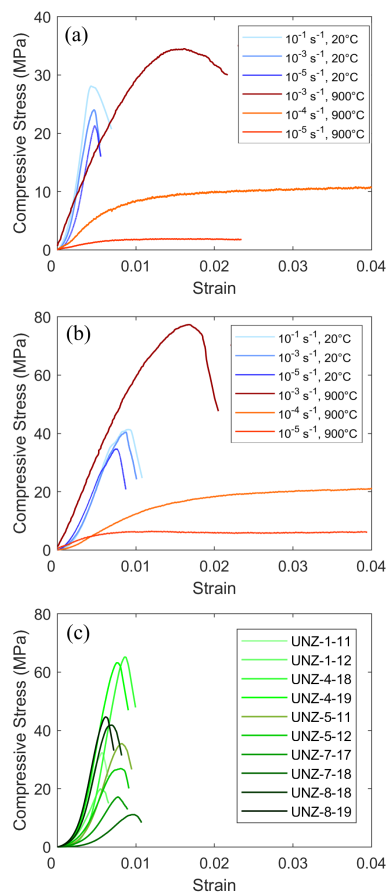 (a)
Compressive Stress (MPa)
40
30
20
10
0
10-1 s-1, 20°C
10-3 s-1, 20°C
10-5 s-1, 20°C
10-3 s-1, 900°C
10-4 s-1, 900°C
10-5 s-1, 900°C
0 0.01 0.02 0.03 0.04
Strain
(b)
Compressive Stress (MPa)
80
60
40
20
0
10-1 s-1, 20°C
10-3 s-1, 20°C
10-5 s-1, 20°C
10-3 s-1, 900°C
10-4 s-1, 900°C
10-5 s-1, 900°C
0 0.01 0.02 0.03 0.04
Strain
(c)
Compressive Stress (MPa)
80
60
40
20
0
UNZ-1-11
UNZ-1-12
UNZ-4-18
UNZ-4-19
UNZ-5-11
UNZ-5-12
UNZ-7-17
UNZ-7-18
UNZ-8-18
UNZ-8-19
0 0.01 0.02 0.03 0.04
Strain